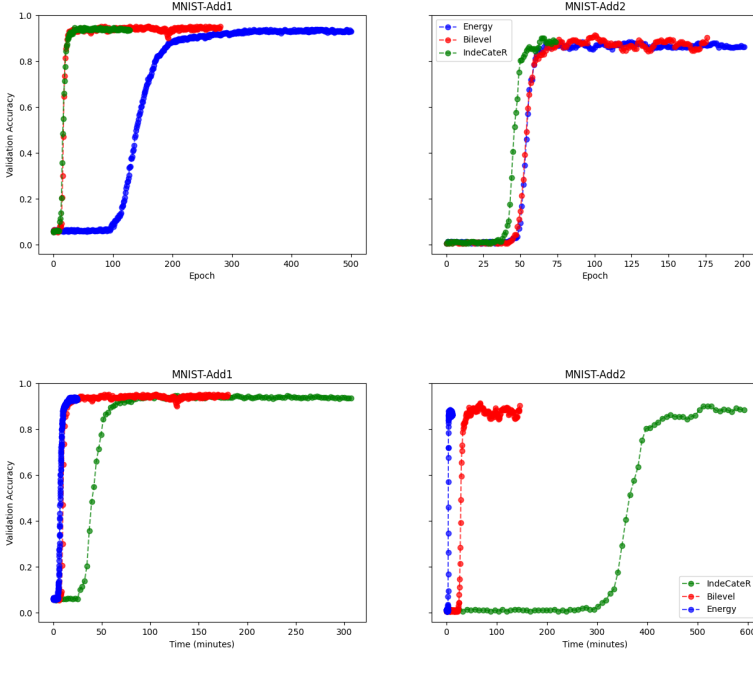 MNIST-Add1
1.0
0.8
0.6
0.4
0.2
0.0
Validation Accuracy
0 100 200 300 400 500
Epoch
MNIST-Add2
Energy
Bilevel
IndeCateR
0 25 50 75 100 125 150 175 200
Epoch
MNIST-Add1
1.0
0.8
0.6
0.4
0.2
0.0
Validation Accuracy
0 50 100 150 200 250 300
Time (minutes)
MNIST-Add2
IndeCateR
Bilevel
Energy
0 100 200 300 400 500 600
Time (minutes)